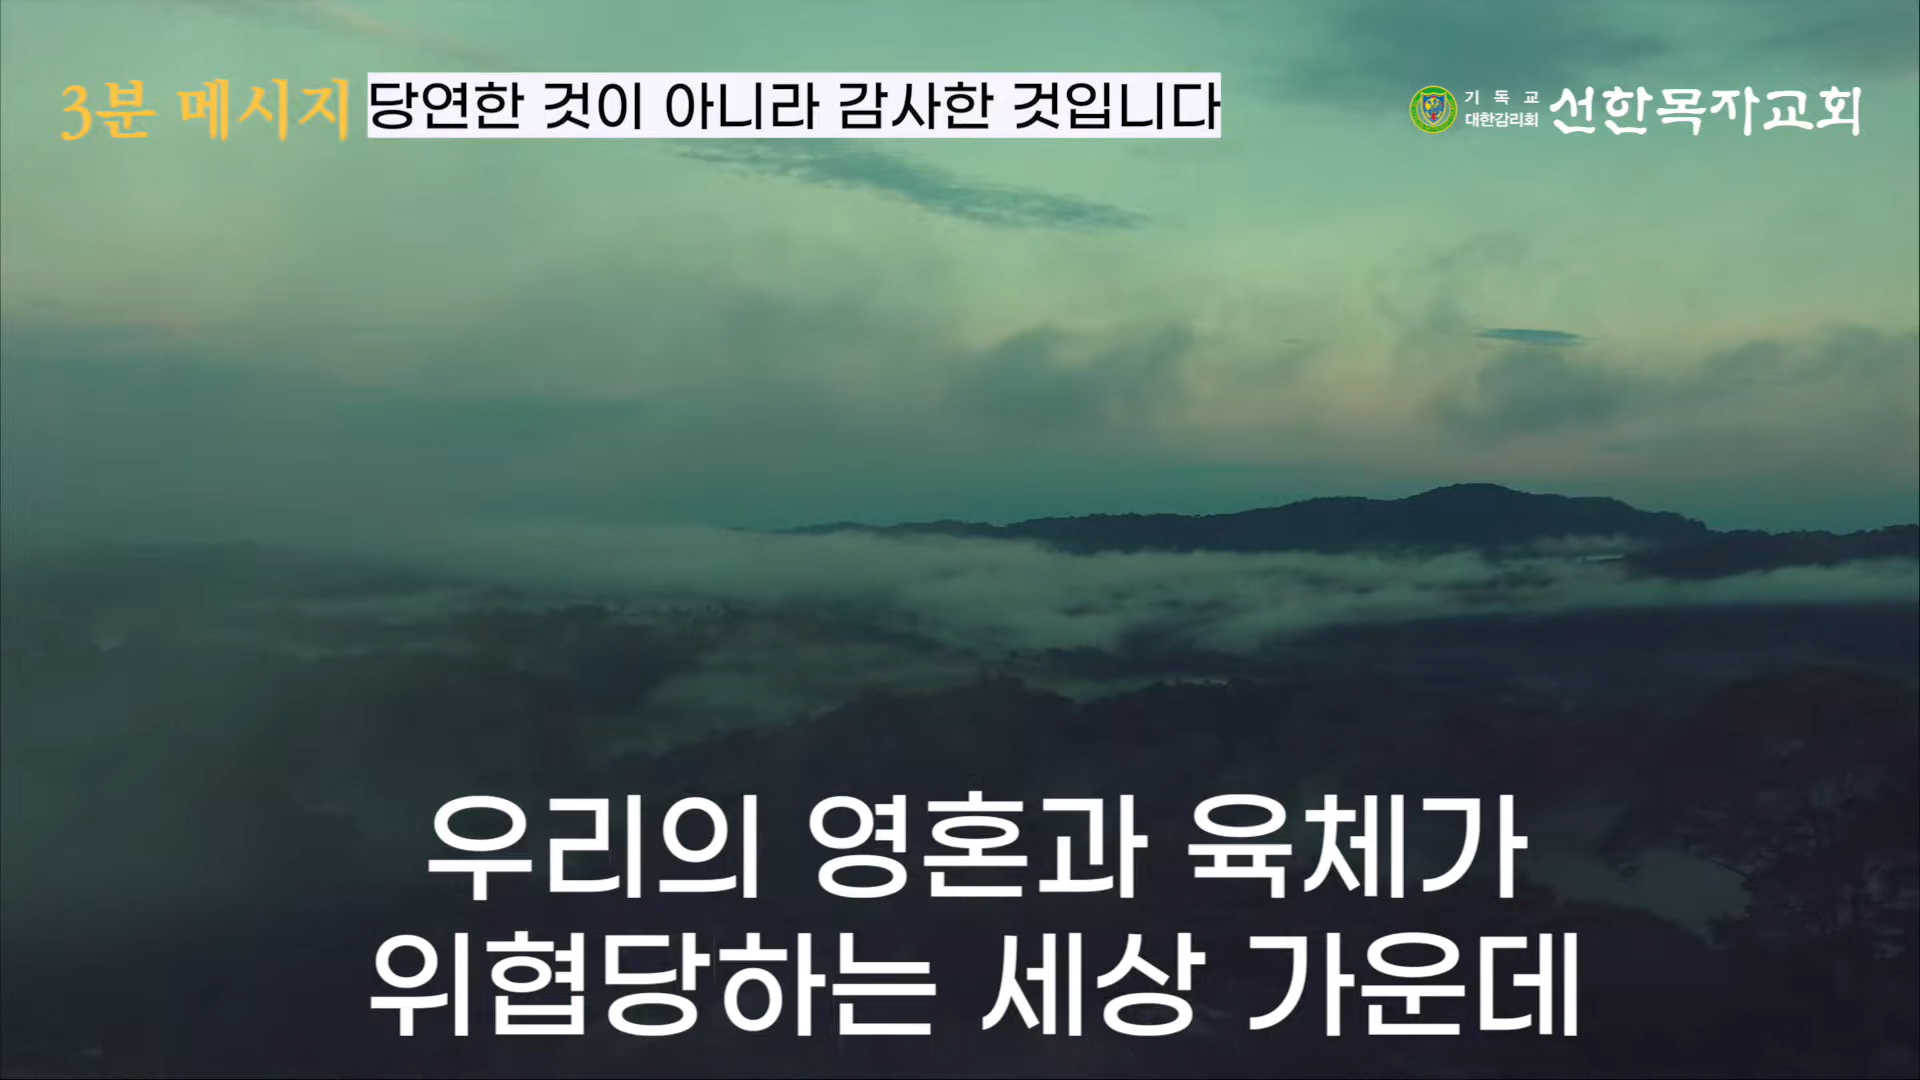 3분 메시지 당연한 것이 아니라 감사한 것입니다
기독교
대한감리회
선한목자교회
우리의 영혼과 육체가
위협당하는 세상 가운데